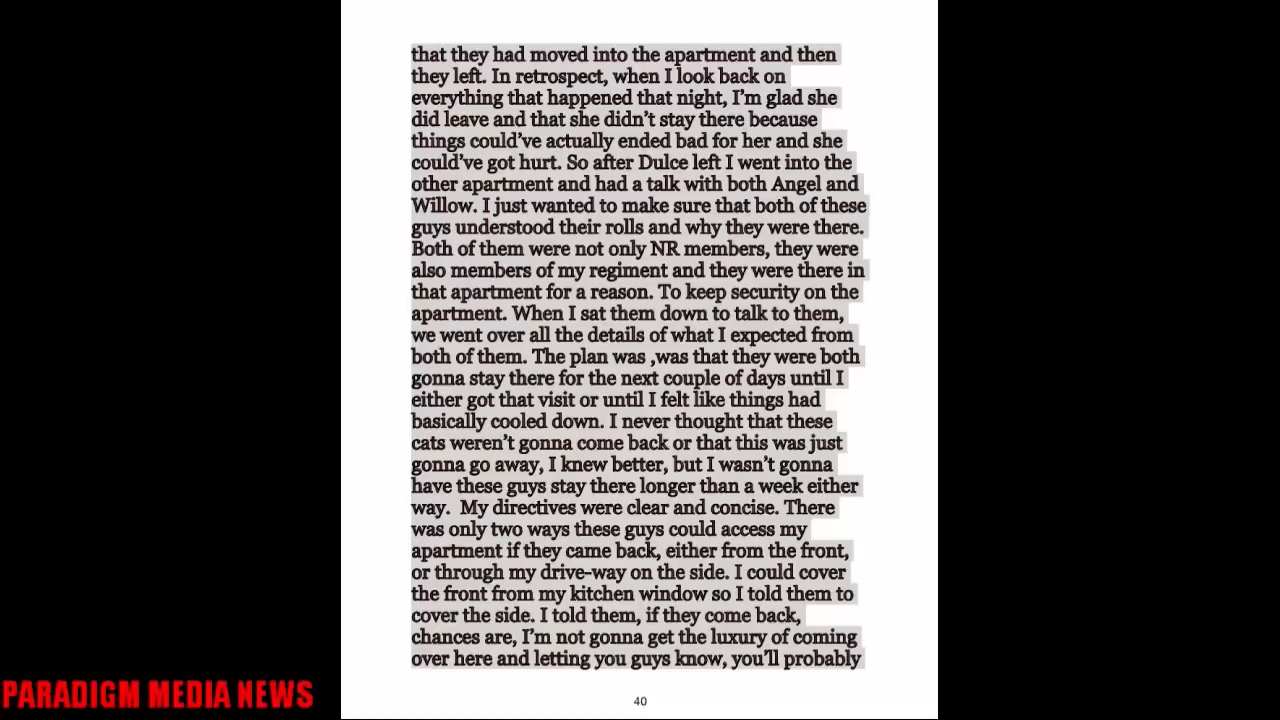 that they had moved into the apartment and then
they left. In retrospect, when I look back on
everything that happened that night, I’m glad she
did leave and that she didn’t stay there because
things could’ve actually ended bad for her and she
could’ve got hurt. So after Dulce left I went into the
other apartment and had a talk with both Angel and
Willow. I just wanted to make sure that both of these
guys understood their rolls and why they were there.
Both of them were not only NR members, they were
also members of my regiment and they were there in
that apartment for a reason. To keep security on the
apartment. When I sat them down to talk to them,
we went over all the details of what I expected from
both of them. The plan was ,was that they were both
gonna stay there for the next couple of days until I
either got that visit or until I felt like things had
basically cooled down. I never thought that these
cats weren’t gonna come back or that this was just
gonna go away, I knew better, but I wasn’t gonna
have these guys stay there longer than a week either
way.  My directives were clear and concise. There
was only two ways these guys could access my
apartment if they came back, either from the front,
or through my drive-way on the side. I could cover
the front from my kitchen window so I told them to
cover the side. I told them, if they come back,
chances are, I’m not gonna get the luxury of coming
over here and letting you guys know, you’ll probably
40
PARADIGM MEDIA NEWS